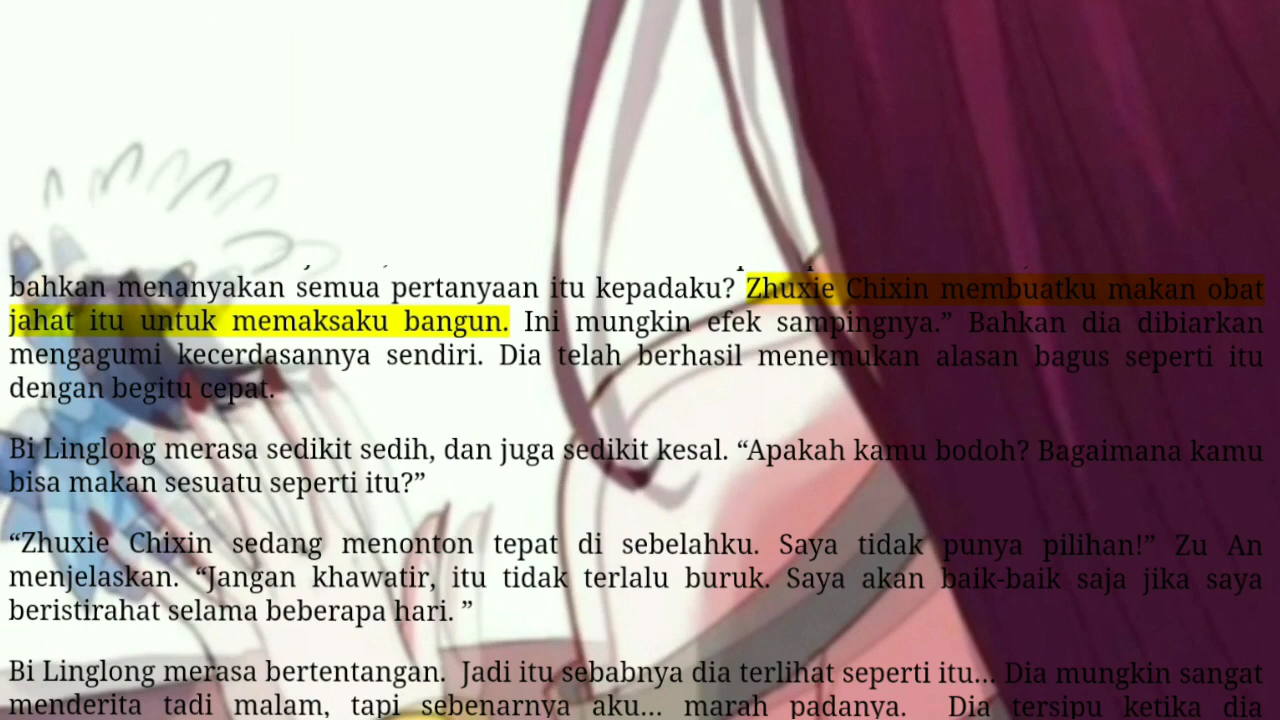 bahkan menanyakan semua pertanyaan itu kepadaku? Zhuxie Chixin membuatku makan obat
jahat itu untuk memaksaku bangun. Ini mungkin efek sampingnya.” Bahkan dia dibiarkan
mengagumi kecerdasannya sendiri. Dia telah berhasil menemukan alasan bagus seperti itu
dengan begitu cepat.
Bi Linglong merasa sedikit sedih, dan juga sedikit kesal. “Apakah kamu bodoh? Bagaimana kamu
bisa makan sesuatu seperti itu?”
“Zhuxie Chixin sedang menonton tepat di sebelahku. Saya tidak punya pilihan!” Zu An
menjelaskan. “Jangan khawatir, itu tidak terlalu buruk. Saya akan baik-baik saja jika saya
beristirahat selama beberapa hari. ”
Bi Linglong merasa bertentangan. Jadi itu sebabnya dia terlihat seperti itu... Dia mungkin sangat
menderita tadi malam, tapi sebenarnya aku... marah padanya. Dia tersipu ketika dia